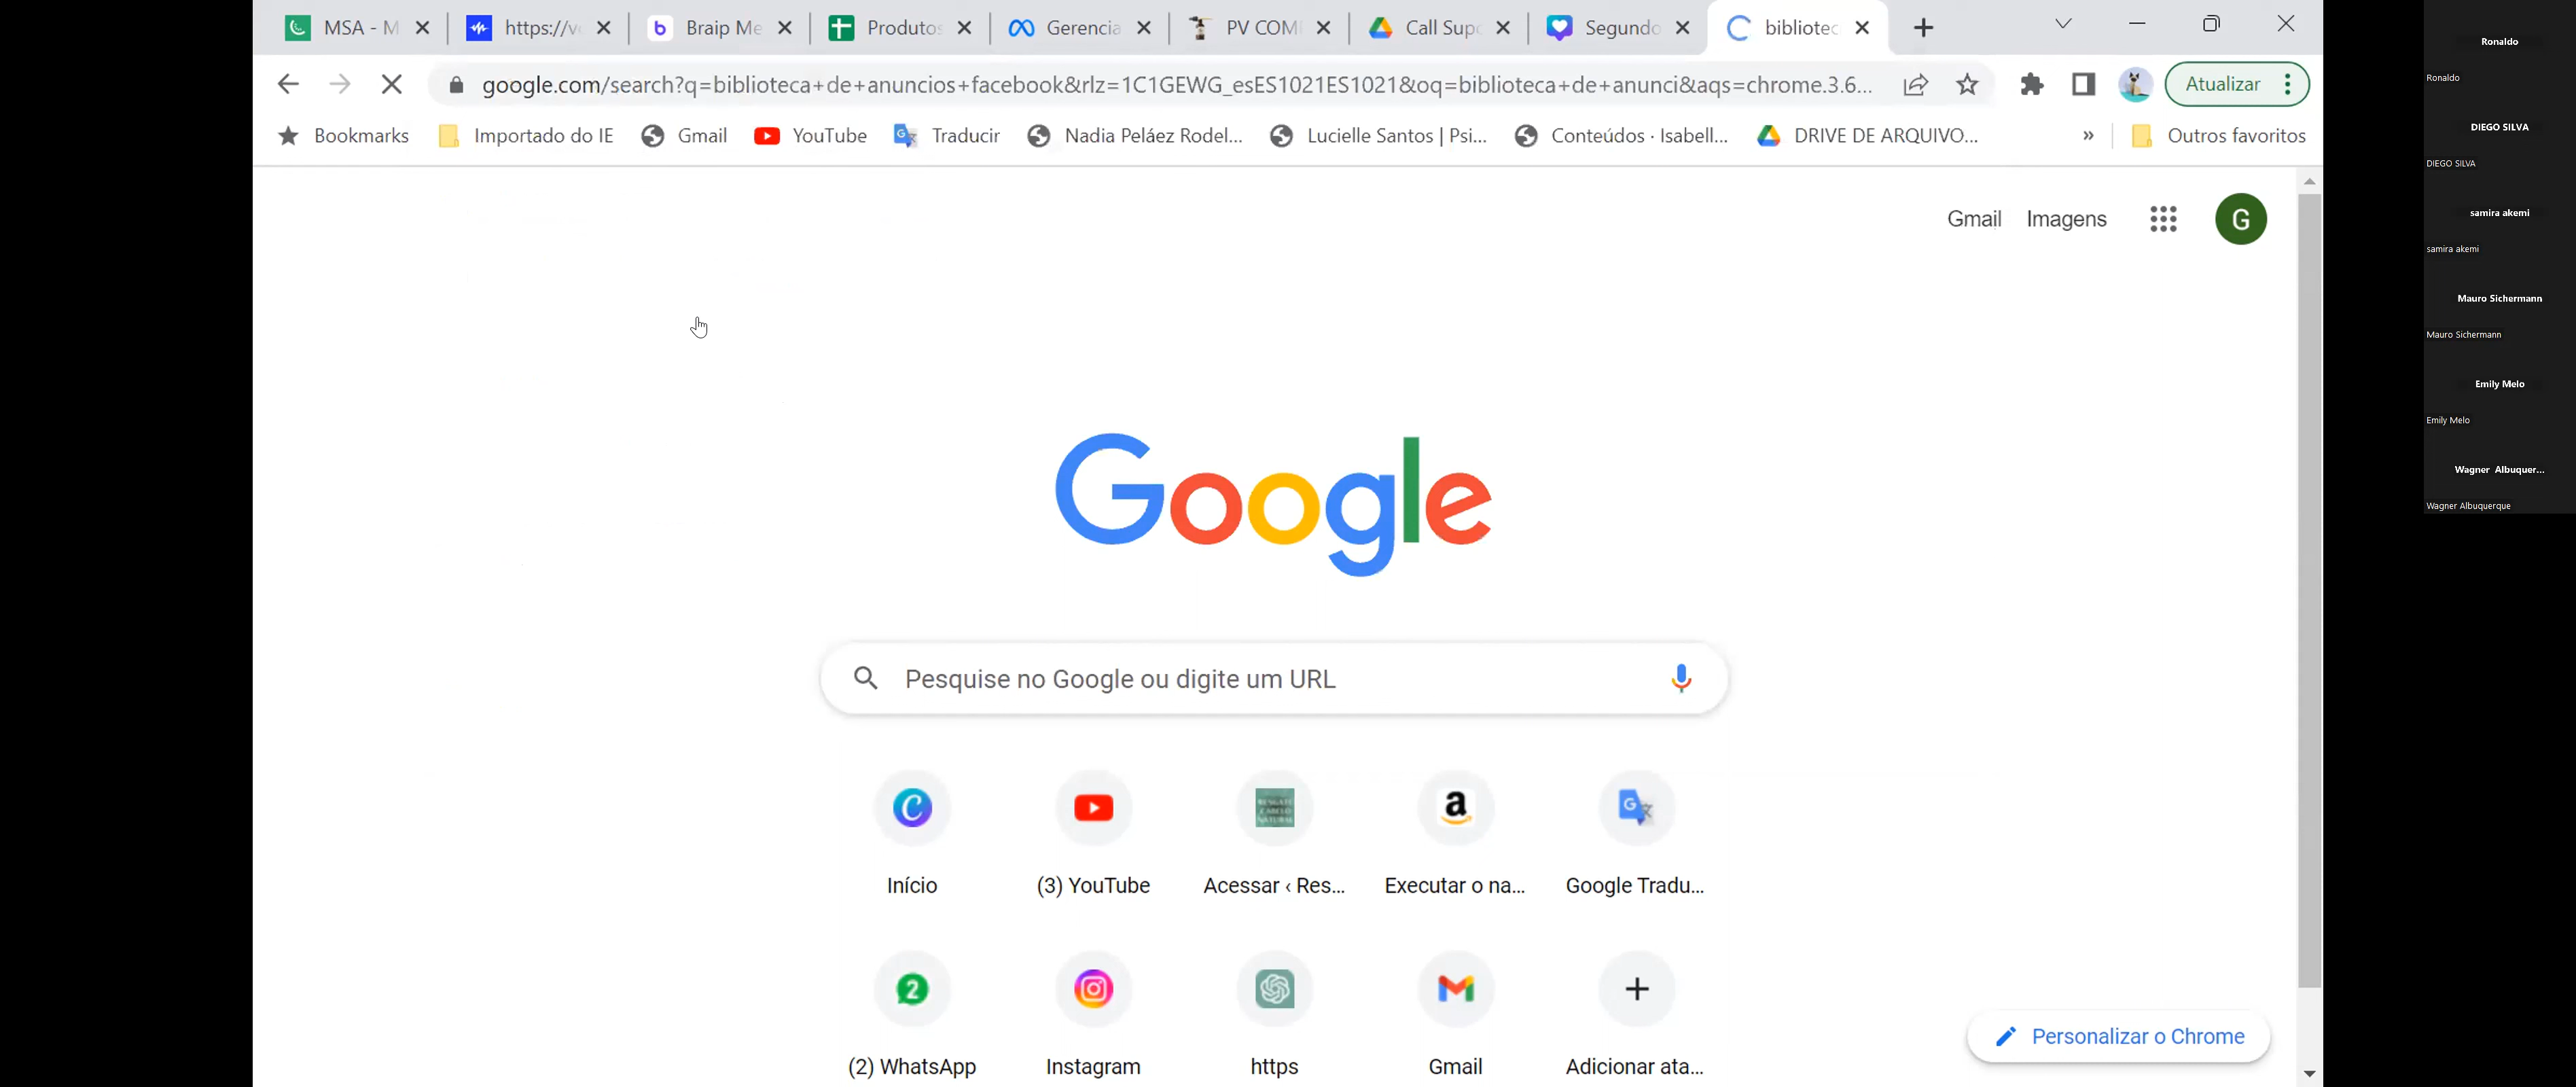 MSA - M
https://v
Braip Me
Produtos
Gerencia
PV COM
Call Supo
Segundo
bibliotec
google.com/search?q=biblioteca+de+anuncios+facebook&rlz=1C1GEWG_esES1021ES1021&oq=biblioteca+de+anunci&aqs=chrome.3.6...
Atualizar
Bookmarks
Importado do IE
Gmail
YouTube
Traducir
Nadia Peláez Rodel...
Lucielle Santos | Psi...
Conteúdos · Isabell...
DRIVE DE ARQUIVO...
»
Outros favoritos
Gmail
Imagens
G
Google
Pesquise no Google ou digite um URL
Início
(3) YouTube
Acessar ‹ Res...
Executar o na...
Google Tradu...
2
(2) WhatsApp
Instagram
https
Gmail
Adicionar ata...
Personalizar o Chrome
Ronaldo
Ronaldo
DIEGO SILVA
DIEGO SILVA
samira akemi
samira akemi
Mauro Sichermann
Mauro Sichermann
Emily Melo
Emily Melo
Wagner Albuquer...
Wagner Albuquerque